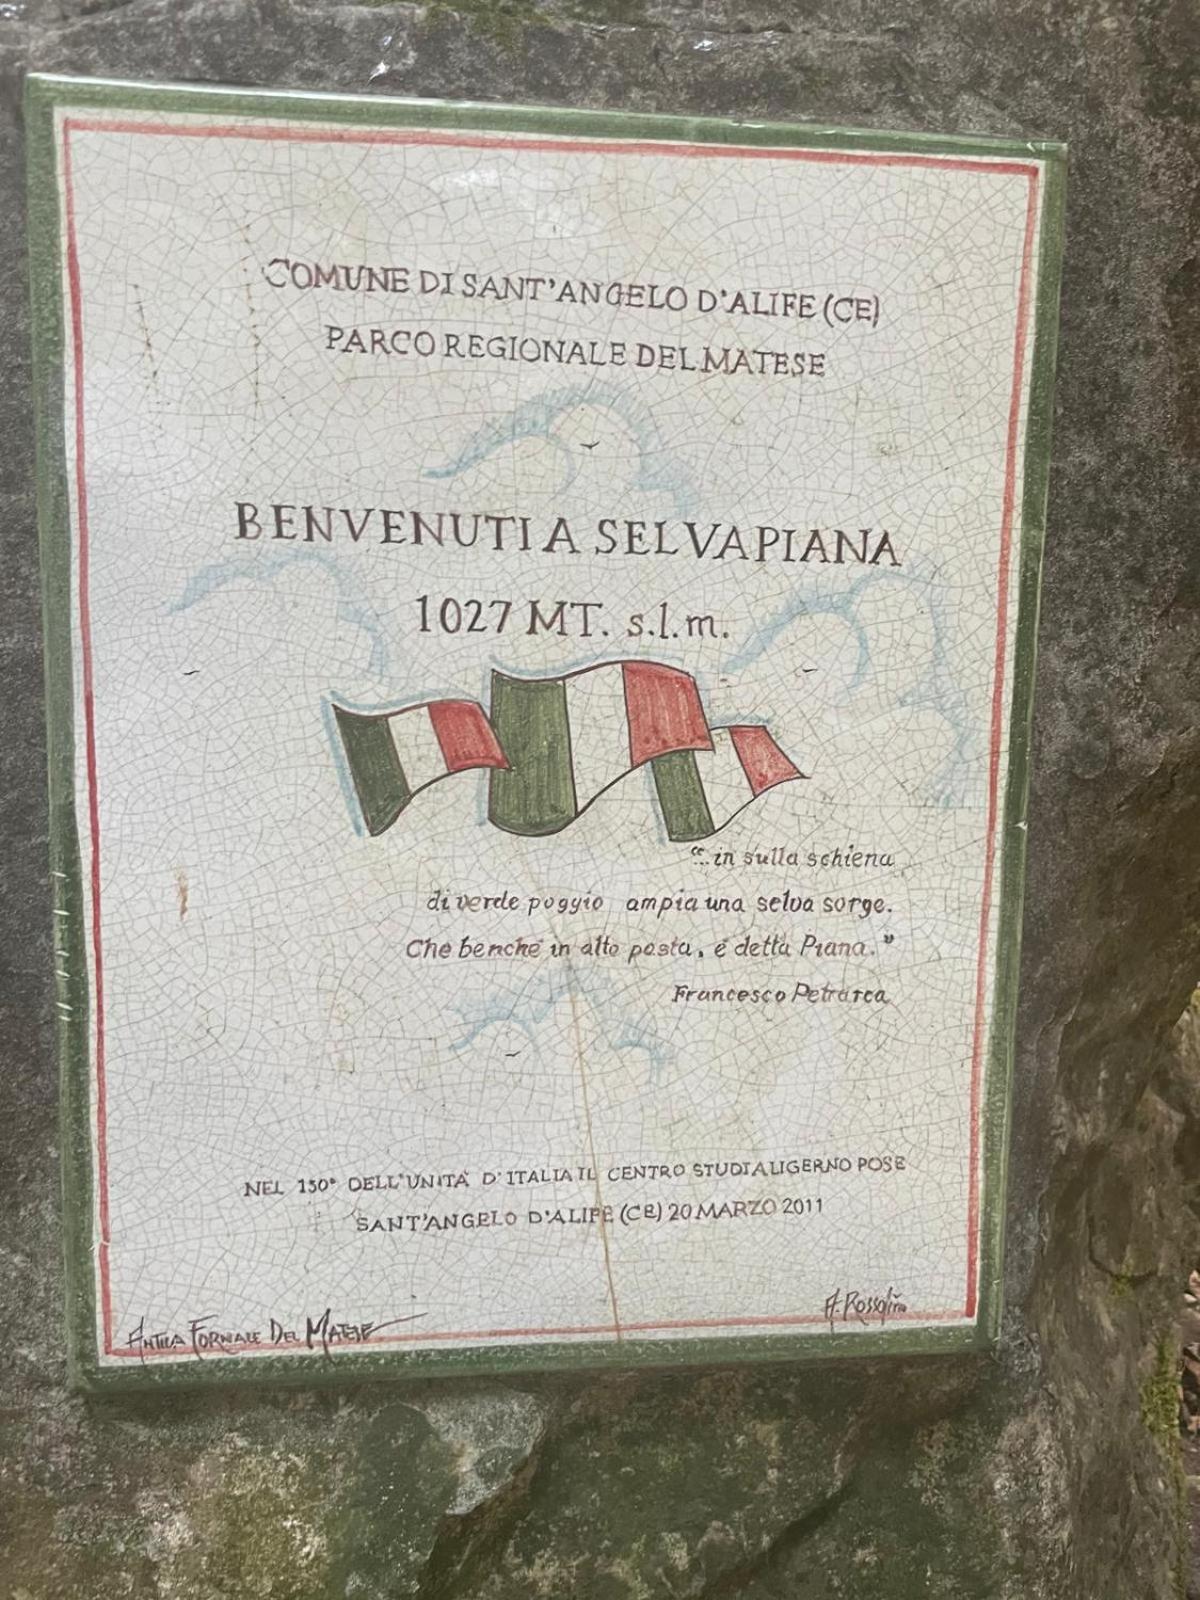 COMUNE DI SANT'ANGELO D'ALIFE (CE)
PARCO REGIONALE DEL MATESE
BENVENUTI A SELVAPIANA
1027 MT. s.l.m.
"...in sulla schiena
di verde poggio ampia una selva sorge.
Che benchè in alto posta, è detta Piana."
Francesco Petrarca
NEL 150° DELL'UNITÀ D'ITALIA IL CENTRO STUDI ALIGERNO POSE
SANT'ANGELO D'ALIFE (CE) 20 MARZO 2011
ANTICA FORNACE DEL MATESE
A. Rossolino